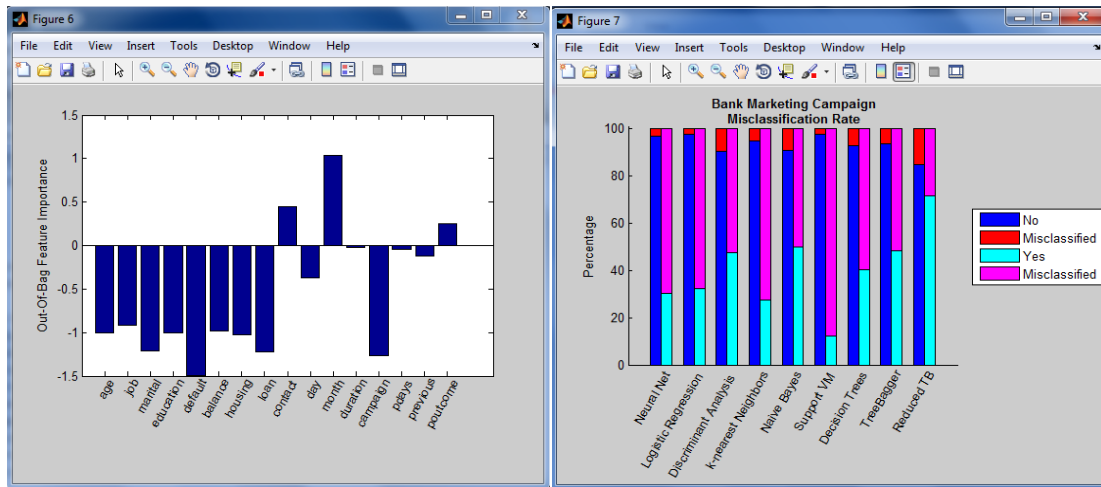 Figure 6
File Edit View Insert Tools Desktop Window Help
Out-Of-Bag Feature Importance
1.5
1
0.5
0
-0.5
-1
-1.5
age
job
marital
education
default
balance
housing
loan
contact
day
month
duration
campaign
pdays
previous
poutcome
Figure 7
File Edit View Insert Tools Desktop Window Help
Bank Marketing Campaign
Misclassification Rate
Percentage
100
80
60
40
20
0
Neural Net
Logistic Regression
Discriminant Analysis
k-nearest Neighbors
Naive Bayes
Support VM
Decision Trees
TreeBagger
Reduced TB
No
Misclassified
Yes
Misclassified